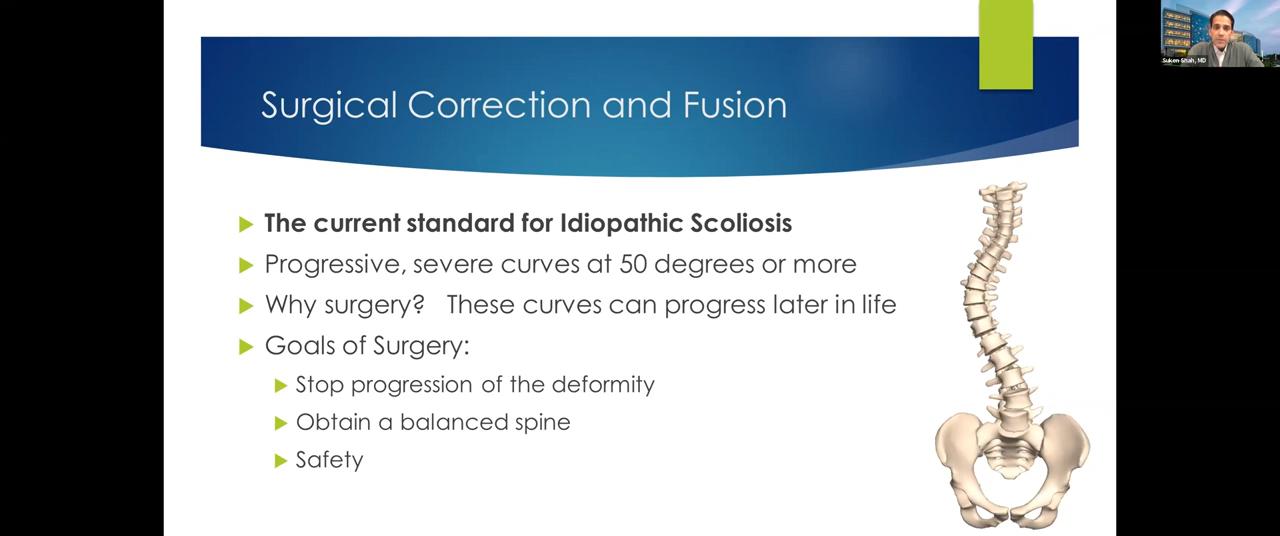 Suken Shah, MD
Surgical Correction and Fusion
The current standard for Idiopathic Scoliosis
Progressive, severe curves at 50 degrees or more
Why surgery? These curves can progress later in life
Goals of Surgery:
Stop progression of the deformity
Obtain a balanced spine
Safety